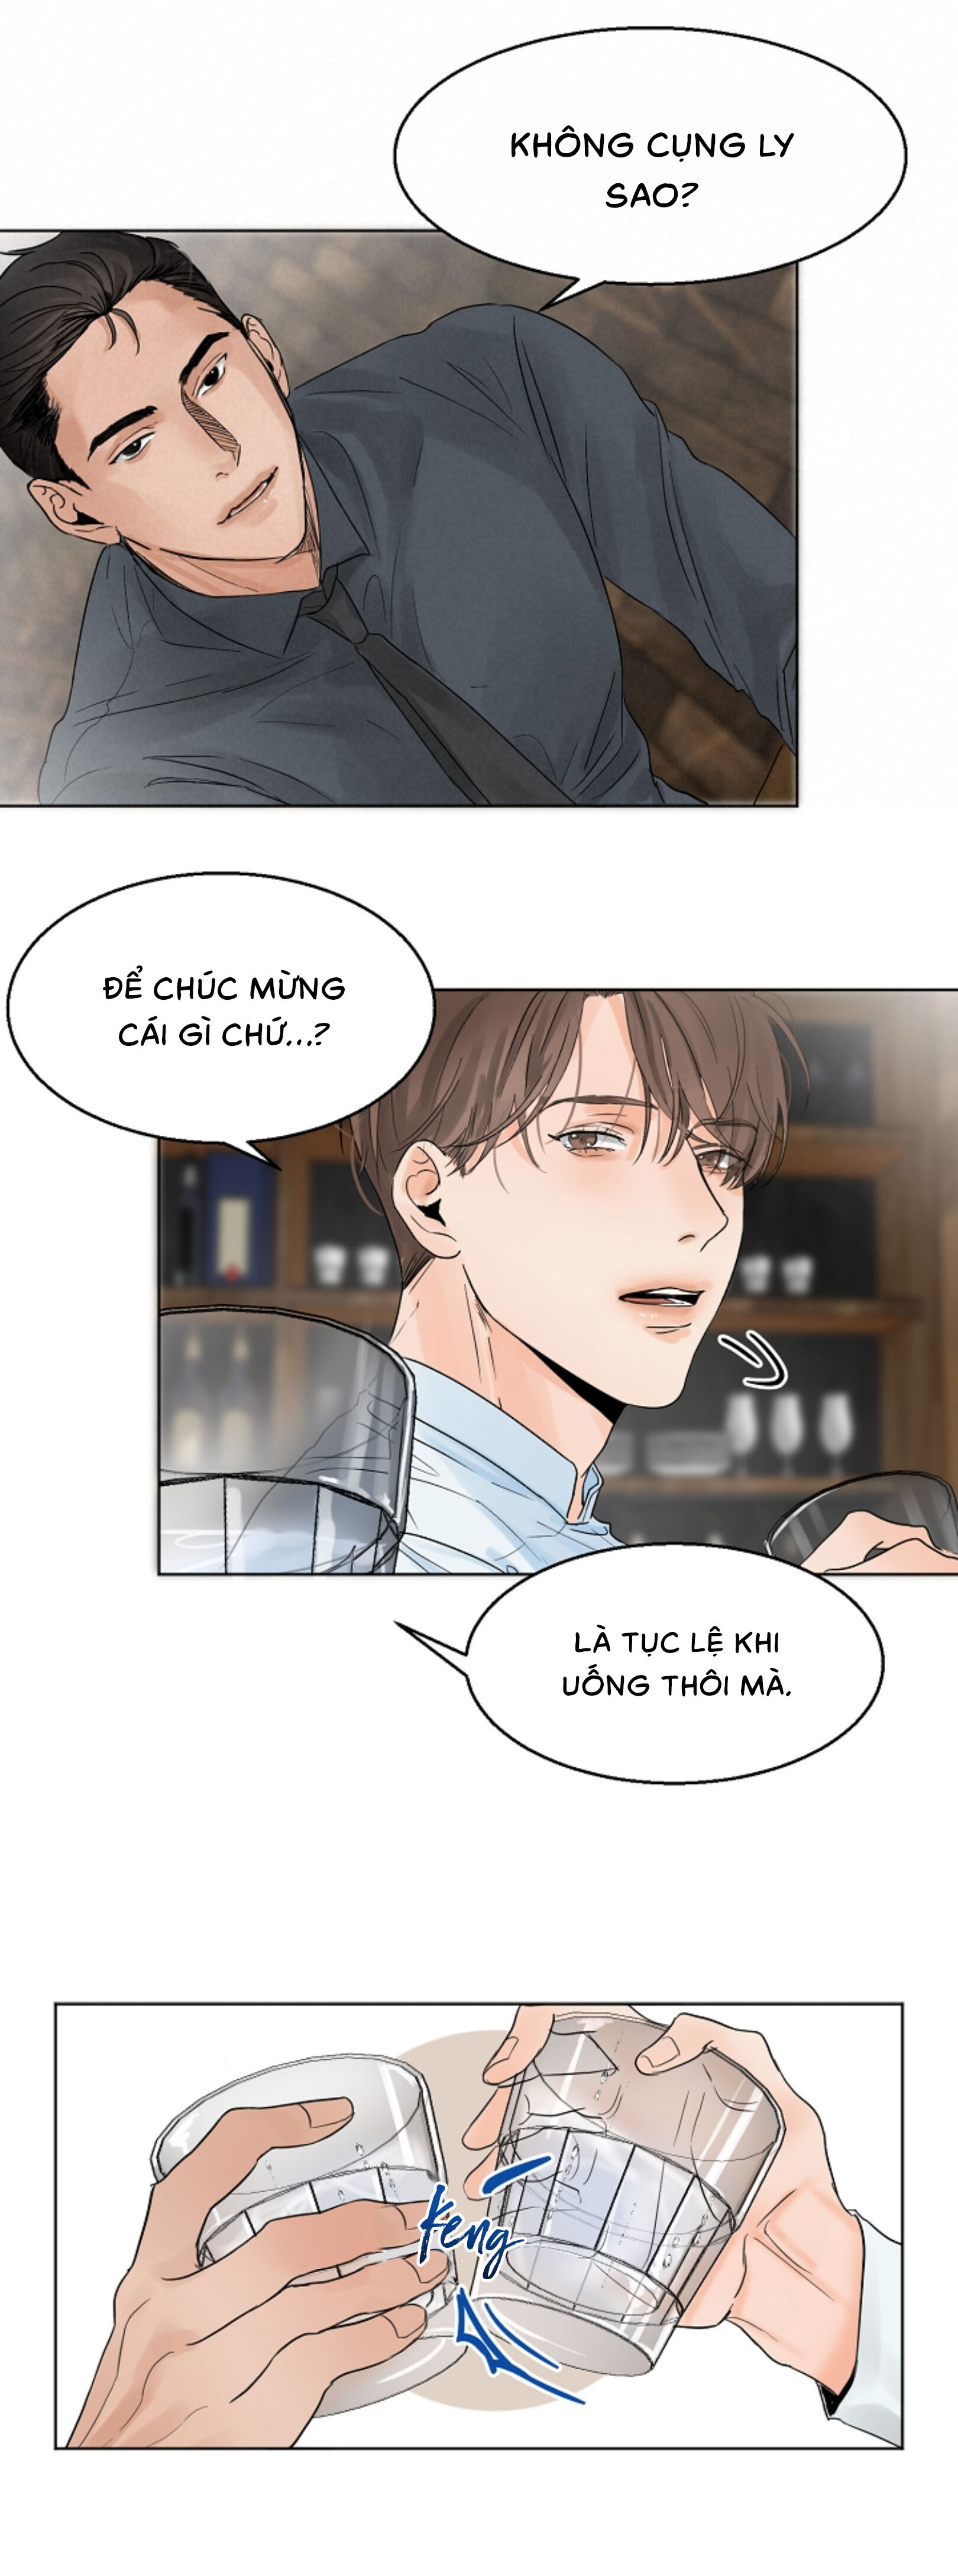 KHÔNG CỤNG LY
SAO?
ĐỂ CHÚC MỪNG
CÁI GÌ CHỨ...?
LÀ TỤC LỆ KHI
UỐNG THÔI MÀ.
keng